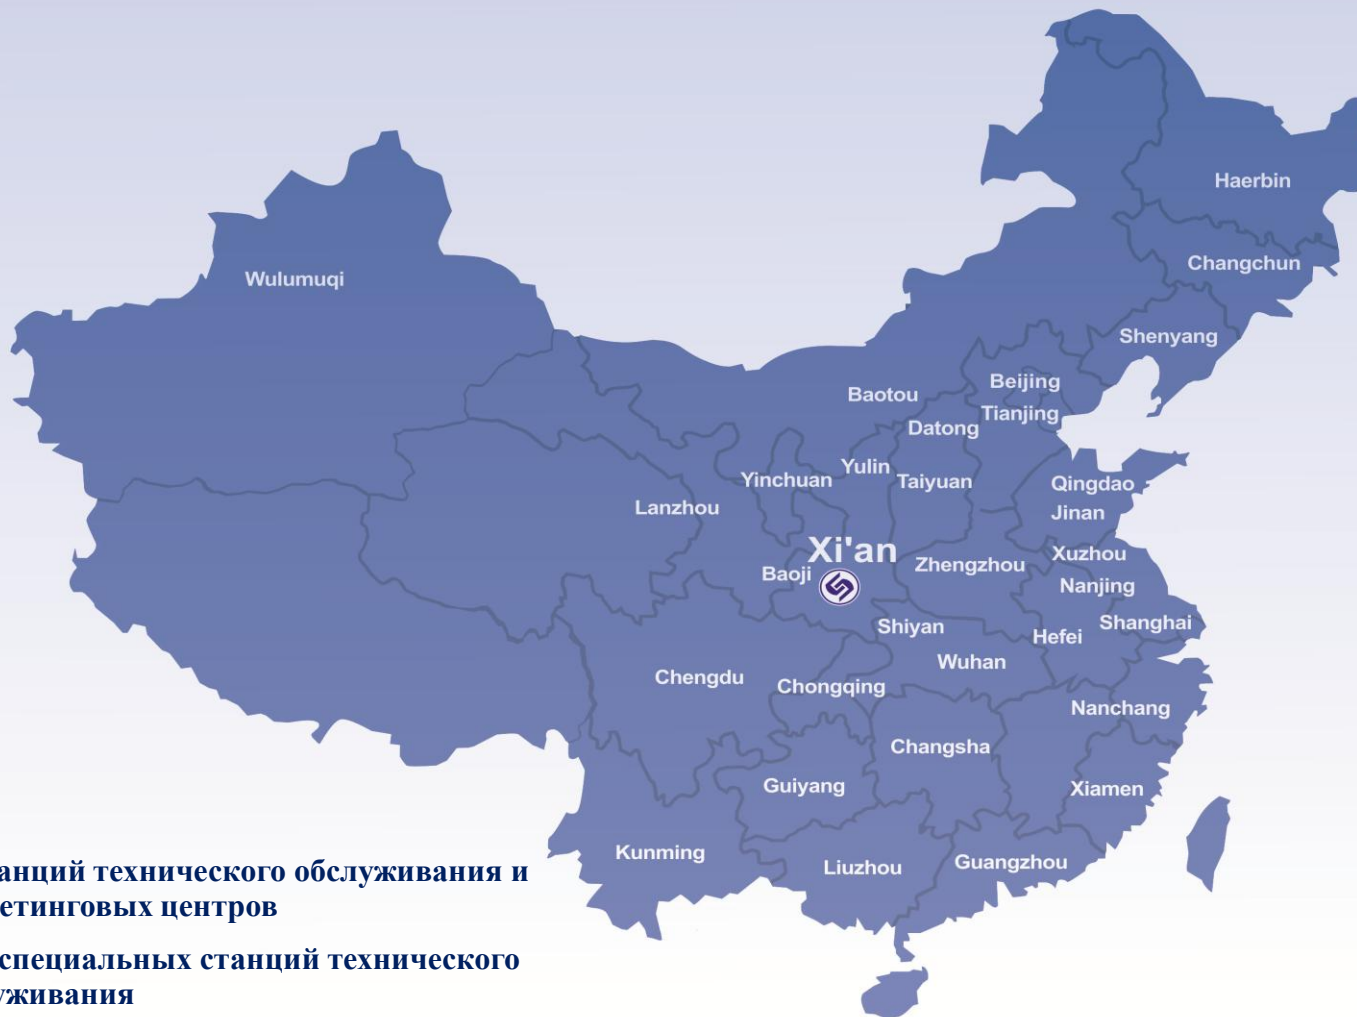 Haerbin
Changchun
Wulumuqi
Shenyang
Beijing
Baotou
Tianjing
Datong
Yulin
Yinchuan
Taiyuan
Qingdao
Lanzhou
Jinan
Xi'an
Xuzhou
Zhengzhou
Baoji
Nanjing
Shanghai
Shiyan
Hefei
Wuhan
Chengdu
Chongqing
Nanchang
Changsha
Guiyang
Xiamen
Kunming
Guangzhou
Liuzhou
анций технического обслуживания и
етинговых центров
специальных станций технического
уживания